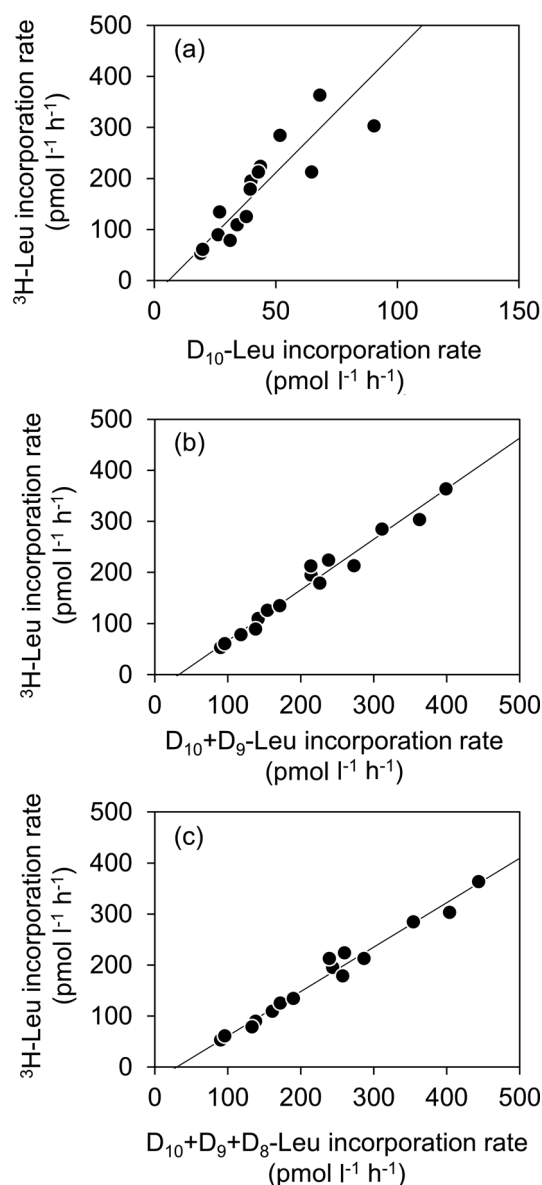 (a)
500
400
300
200
100
0
³H-Leu incorporation rate
(pmol l⁻¹ h⁻¹)
0 50 100 150
D₁₀-Leu incorporation rate
(pmol l⁻¹ h⁻¹)
(b)
500
400
300
200
100
0
³H-Leu incorporation rate
(pmol l⁻¹ h⁻¹)
0 100 200 300 400 500
D₁₀+D₉-Leu incorporation rate
(pmol l⁻¹ h⁻¹)
(c)
500
400
300
200
100
0
³H-Leu incorporation rate
(pmol l⁻¹ h⁻¹)
0 100 200 300 400 500
D₁₀+D₉+D₈-Leu incorporation rate
(pmol l⁻¹ h⁻¹)